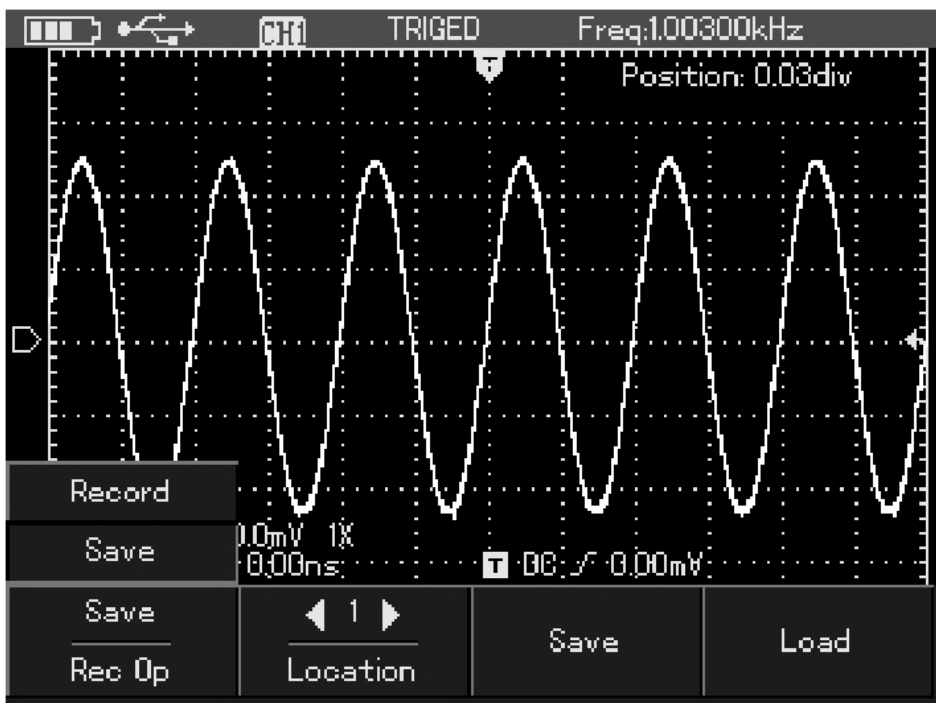 CH1 TRIGED Freq:1.00300kHz
T
Position: 0.03div
Record
Save
.0mV 1X
0.00ns T DC 0.00mV
Save
Rec Op
1
Location
Save
Load